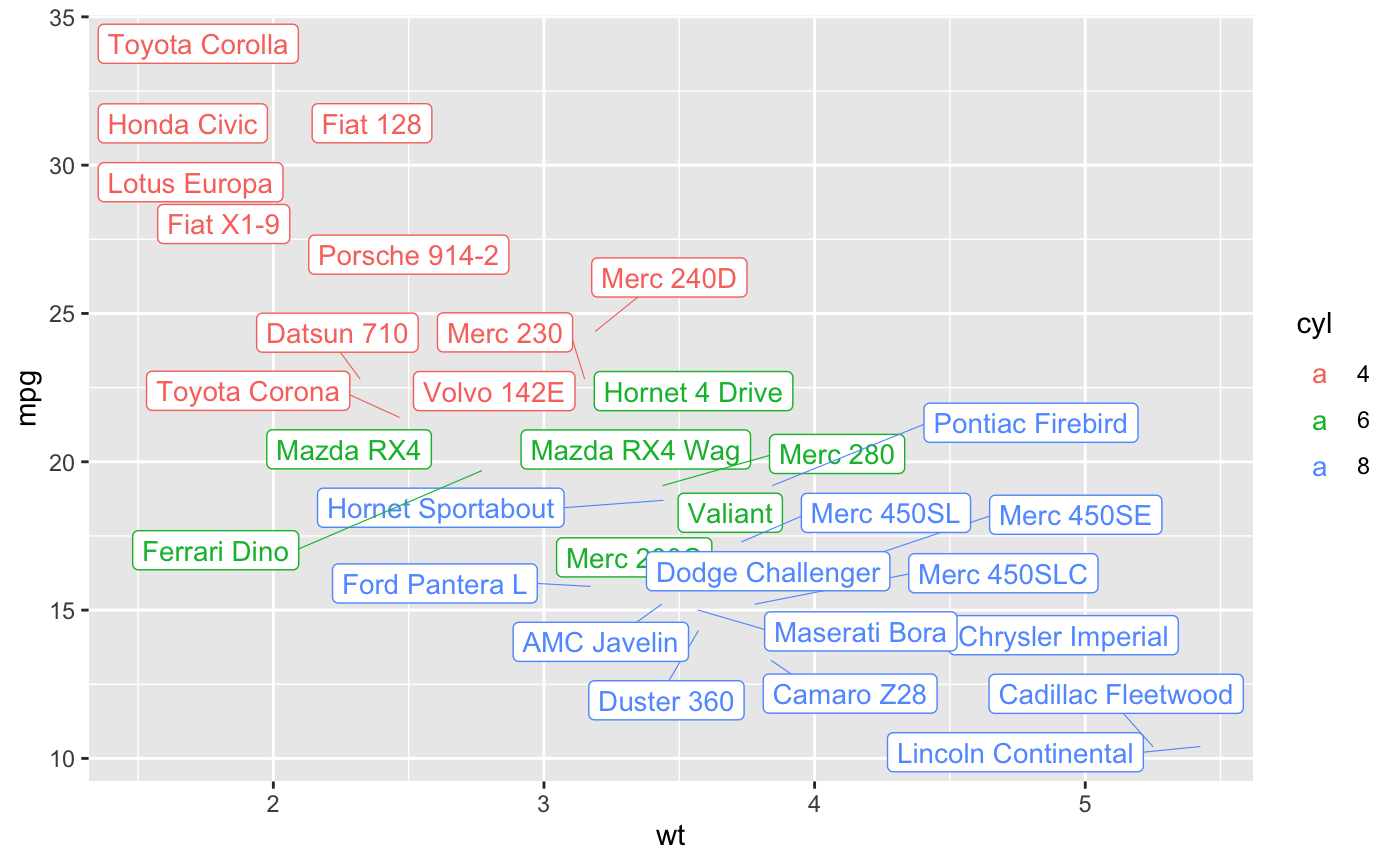 35
Toyota Corolla
Honda Civic
Fiat 128
30
Lotus Europa
Fiat X1-9
Porsche 914-2
Merc 240D
25
Datsun 710
Merc 230
Toyota Corona
Volvo 142E
Hornet 4 Drive
Pontiac Firebird
20
Mazda RX4
Mazda RX4 Wag
Merc 280
Hornet Sportabout
Valiant
Merc 450SL
Merc 450SE
Ferrari Dino
Merc
Dodge Challenger
Merc 450SLC
Ford Pantera L
15
AMC Javelin
Maserati Bora
Chrysler Imperial
Duster 360
Camaro Z28
Cadillac Fleetwood
10
Lincoln Continental
2
3
4
5
wt
mpg
cyl
a 4
a 6
a 8